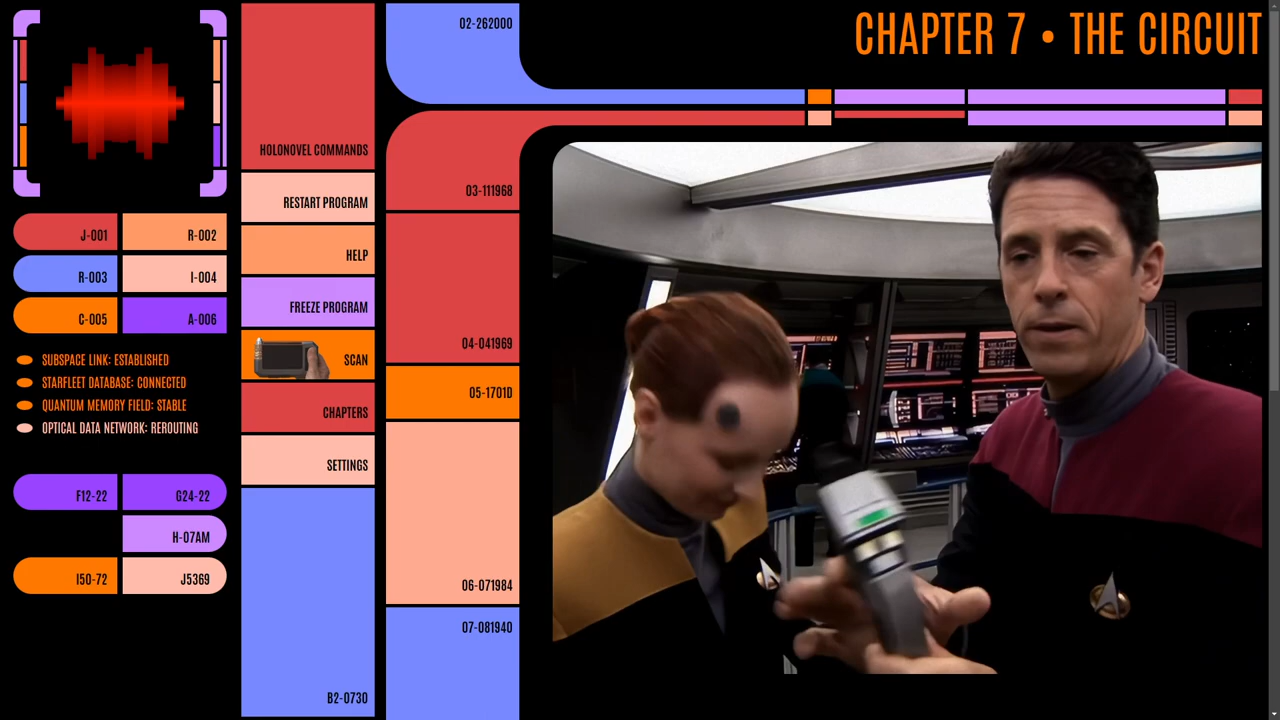 CHAPTER 7 • THE CIRCUIT
J-001
R-002
R-003
I-004
C-005
A-006
SUBSPACE LINK: ESTABLISHED
STARFLEET DATABASE: CONNECTED
QUANTUM MEMORY FIELD: STABLE
OPTICAL DATA NETWORK: REROUTING
F12-22
G24-22
H-07AM
I50-72
J5369
HOLONOVEL COMMANDS
RESTART PROGRAM
HELP
FREEZE PROGRAM
SCAN
CHAPTERS
SETTINGS
B2-0730
02-262000
03-111968
04-041969
05-1701D
06-071984
07-081940